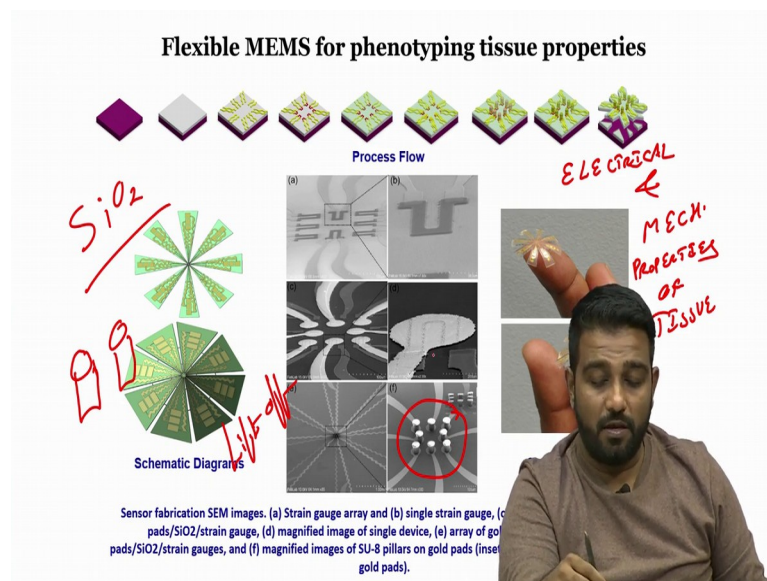 Flexible MEMS for phenotyping tissue properties
Process Flow
ELECTRICAL
&
MECH.
PROPERTIES
OF
TISSUE
SiO2
(a)
(b)
(c)
(d)
(f)
Lift off
Schematic Diagrams
Sensor fabrication SEM images. (a) Strain gauge array and (b) single strain gauge, (c)
pads/SiO2/strain gauge, (d) magnified image of single device, (e) array of
pads/SiO2/strain gauges, and (f) magnified images of SU-8 pillars on gold pads
gold pads).